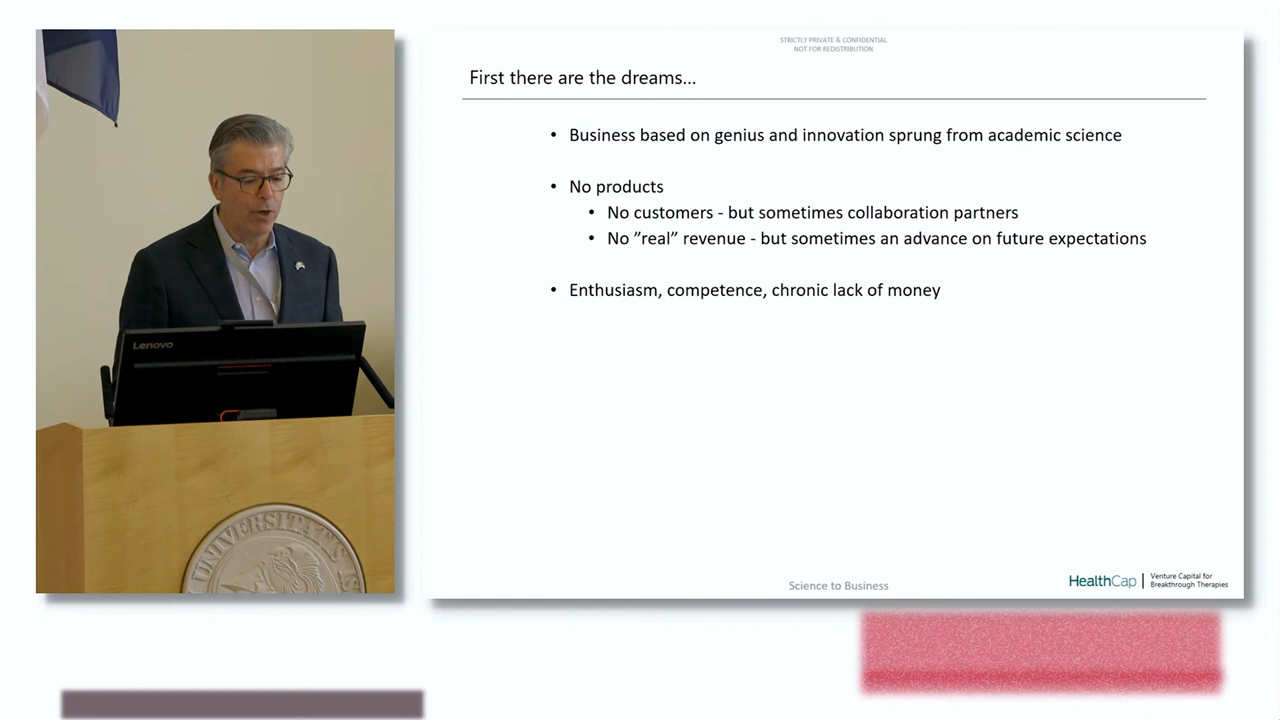 STRICTLY PRIVATE & CONFIDENTIAL
NOT FOR REDISTRIBUTION
First there are the dreams...
• Business based on genius and innovation sprung from academic science
• No products
• No customers - but sometimes collaboration partners
• No ”real” revenue - but sometimes an advance on future expectations
• Enthusiasm, competence, chronic lack of money
Lenovo
UNIVERSITATIS
Science to Business
HealthCap
Venture Capital for
Breakthrough Therapies